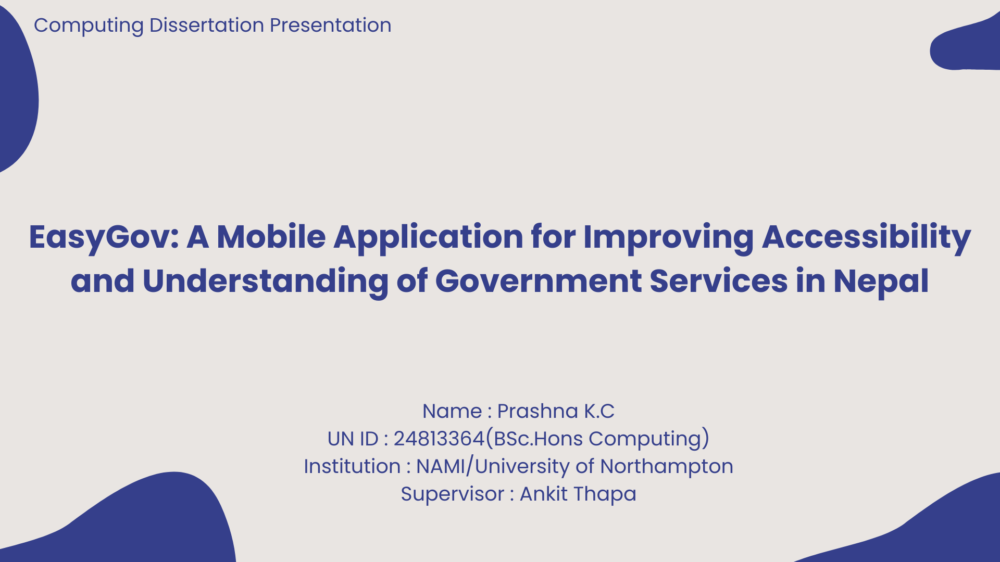 Computing Dissertation Presentation
EasyGov: A Mobile Application for Improving Accessibility
and Understanding of Government Services in Nepal
Name : Prashna K.C
UN ID : 24813364(BSc.Hons Computing)
Institution : NAMI/University of Northampton
Supervisor : Ankit Thapa